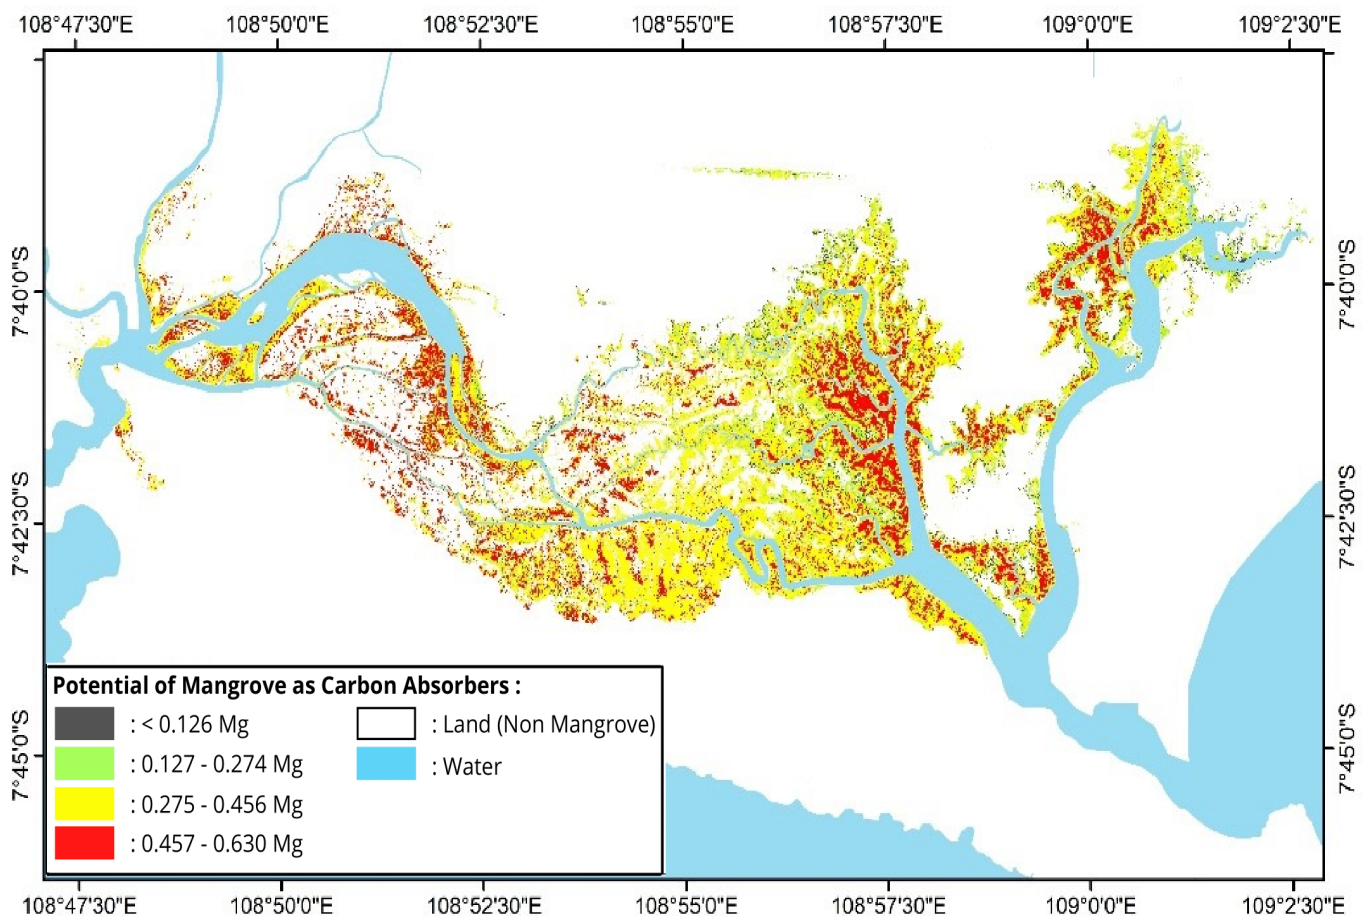 108°47'30"E 108°50'0"E 108°52'30"E 108°55'0"E 108°57'30"E 109°0'0"E 109°2'30"E
7°40'0"S 7°40'0"S
7°42'30"S 7°42'30"S
7°45'0"S 7°45'0"S
Potential of Mangrove as Carbon Absorbers :
: < 0.126 Mg
: 0.127 - 0.274 Mg
: 0.275 - 0.456 Mg
: 0.457 - 0.630 Mg
: Land (Non Mangrove)
: Water
108°47'30"E 108°50'0"E 108°52'30"E 108°55'0"E 108°57'30"E 109°0'0"E 109°2'30"E